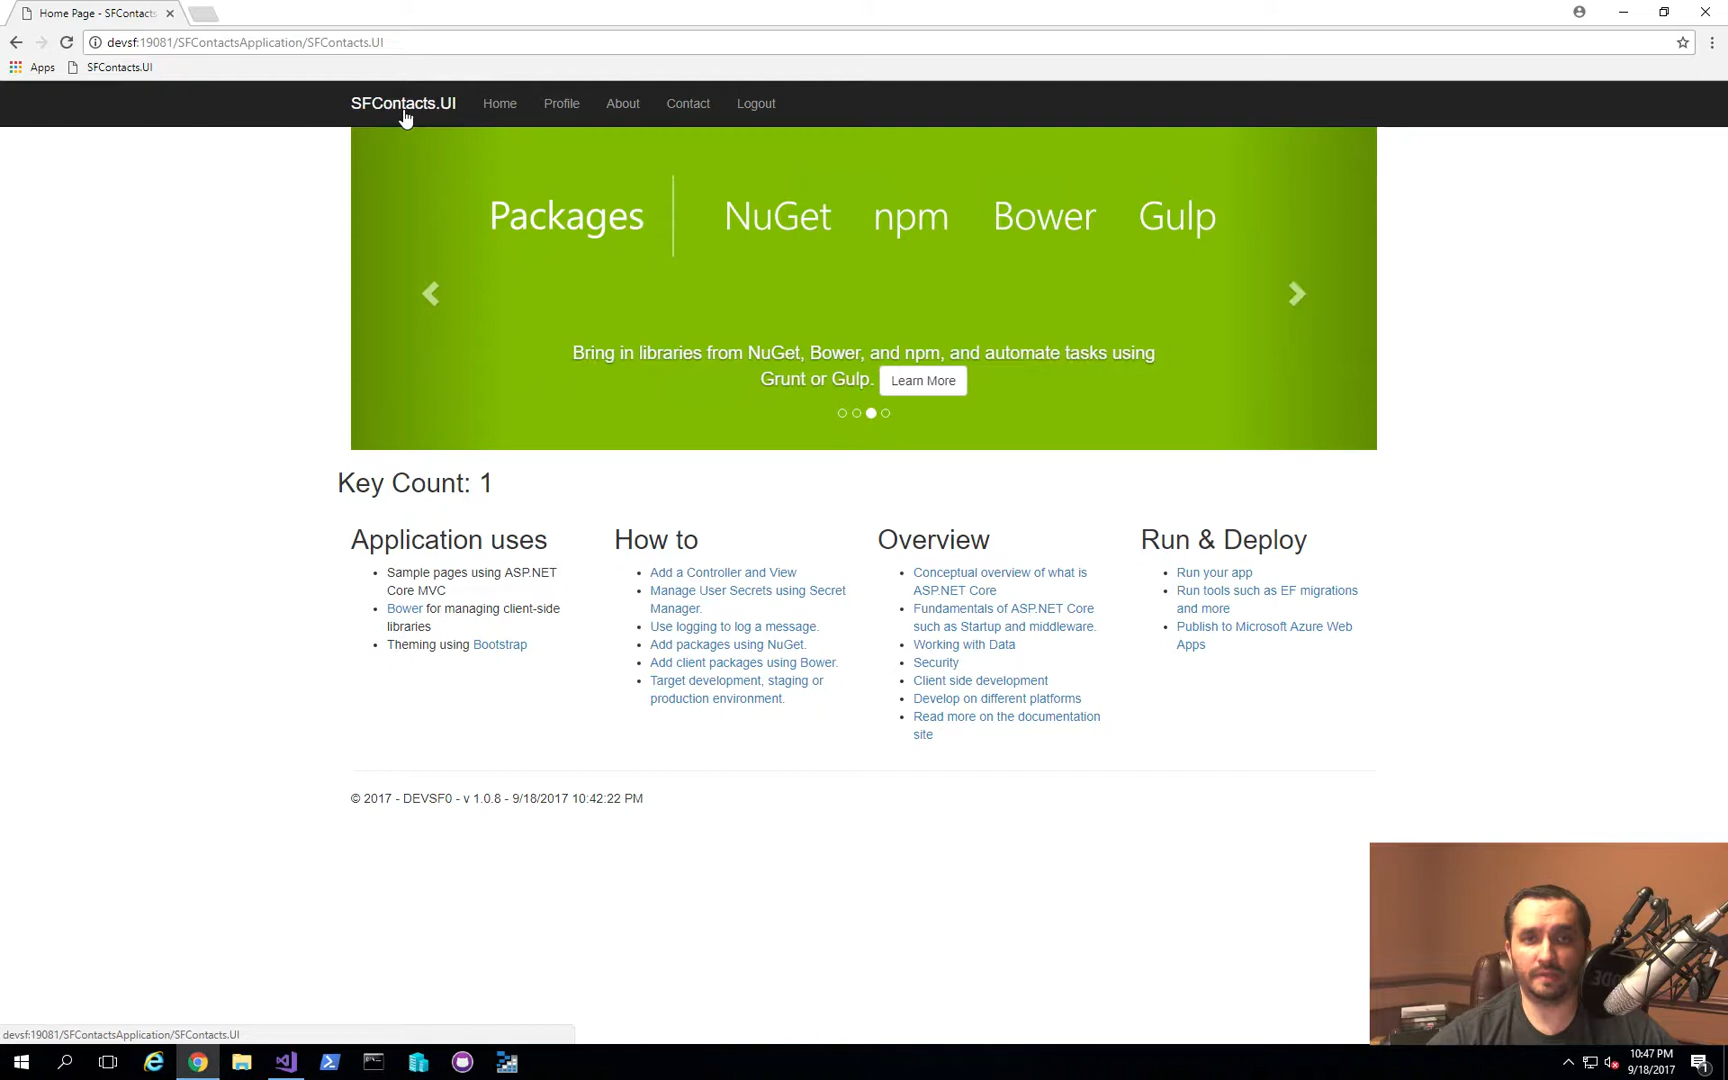 Home Page - SFContacts
devsf:19081/SFContactsApplication/SFContacts.UI
Apps SFContacts.UI
SFContacts.UI Home Profile About Contact Logout
Packages NuGet npm Bower Gulp
Bring in libraries from NuGet, Bower, and npm, and automate tasks using
Grunt or Gulp. Learn More
Key Count: 1
Application uses
Sample pages using ASP.NET
Core MVC
Bower for managing client-side
libraries
Theming using Bootstrap
How to
Add a Controller and View
Manage User Secrets using Secret
Manager.
Use logging to log a message.
Add packages using NuGet.
Add client packages using Bower.
Target development, staging or
production environment.
Overview
Conceptual overview of what is
ASP.NET Core
Fundamentals of ASP.NET Core
such as Startup and middleware.
Working with Data
Security
Client side development
Develop on different platforms
Read more on the documentation
site
Run & Deploy
Run your app
Run tools such as EF migrations
and more
Publish to Microsoft Azure Web
Apps
© 2017 - DEVSF0 - v 1.0.8 - 9/18/2017 10:42:22 PM
devsf:19081/SFContactsApplication/SFContacts.UI
10:47 PM
9/18/2017
1